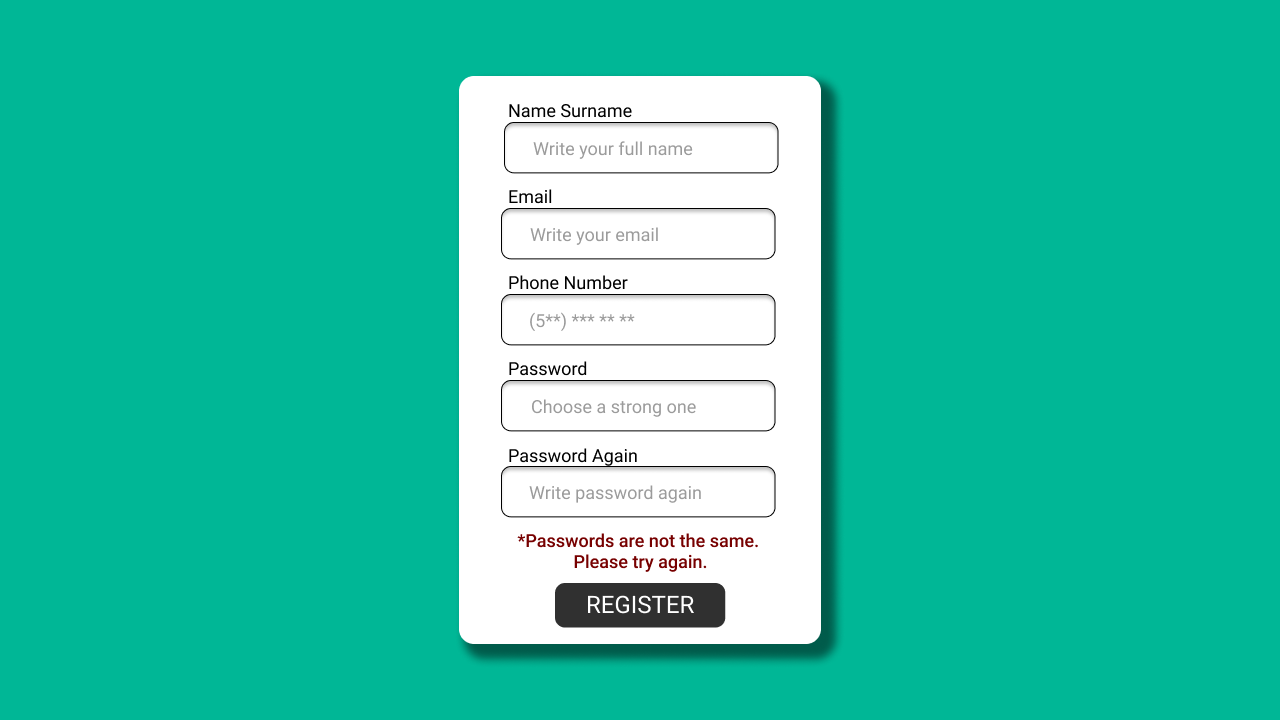 Name Surname
Write your full name
Email
Write your email
Phone Number
(5**) *** ** **
Password
Choose a strong one
Password Again
Write password again
*Passwords are not the same.
Please try again.
REGISTER